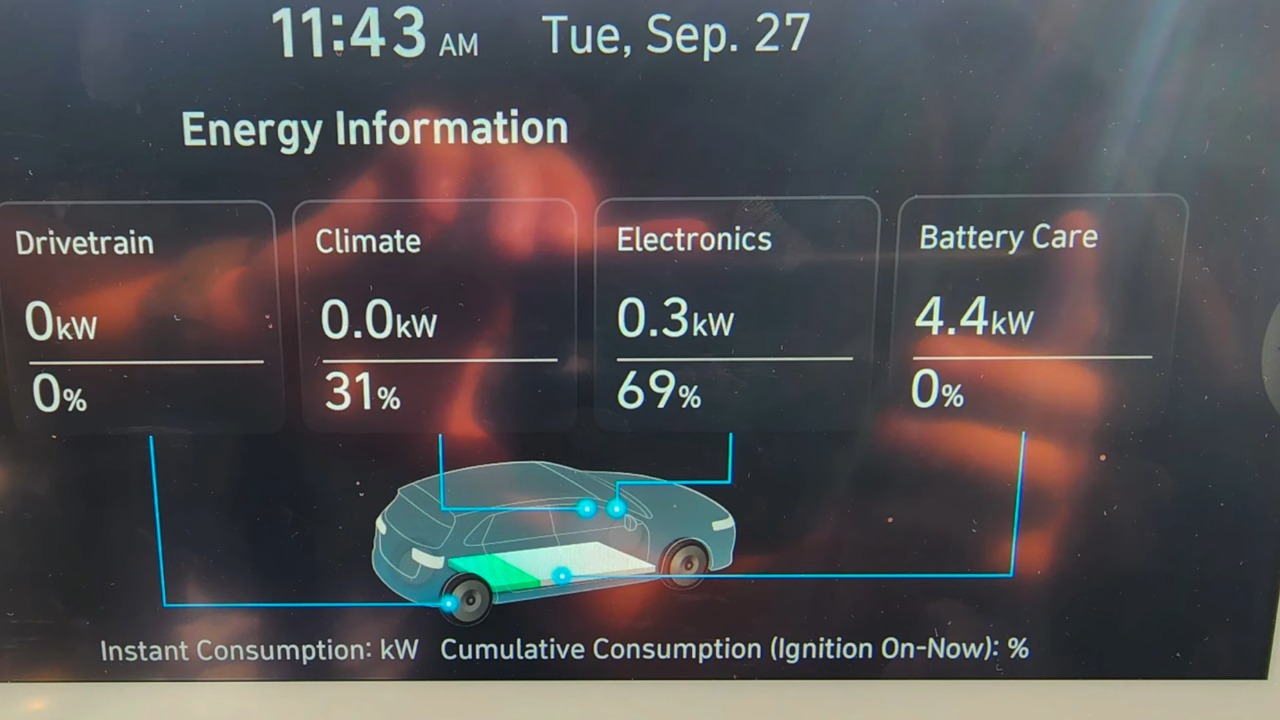 11:43 AM Tue, Sep. 27
Energy Information
Drivetrain Climate Electronics Battery Care
0kW 0.0kW 0.3kW 4.4kW
0% 31% 69% 0%
Instant Consumption: kW Cumulative Consumption (Ignition On-Now): %